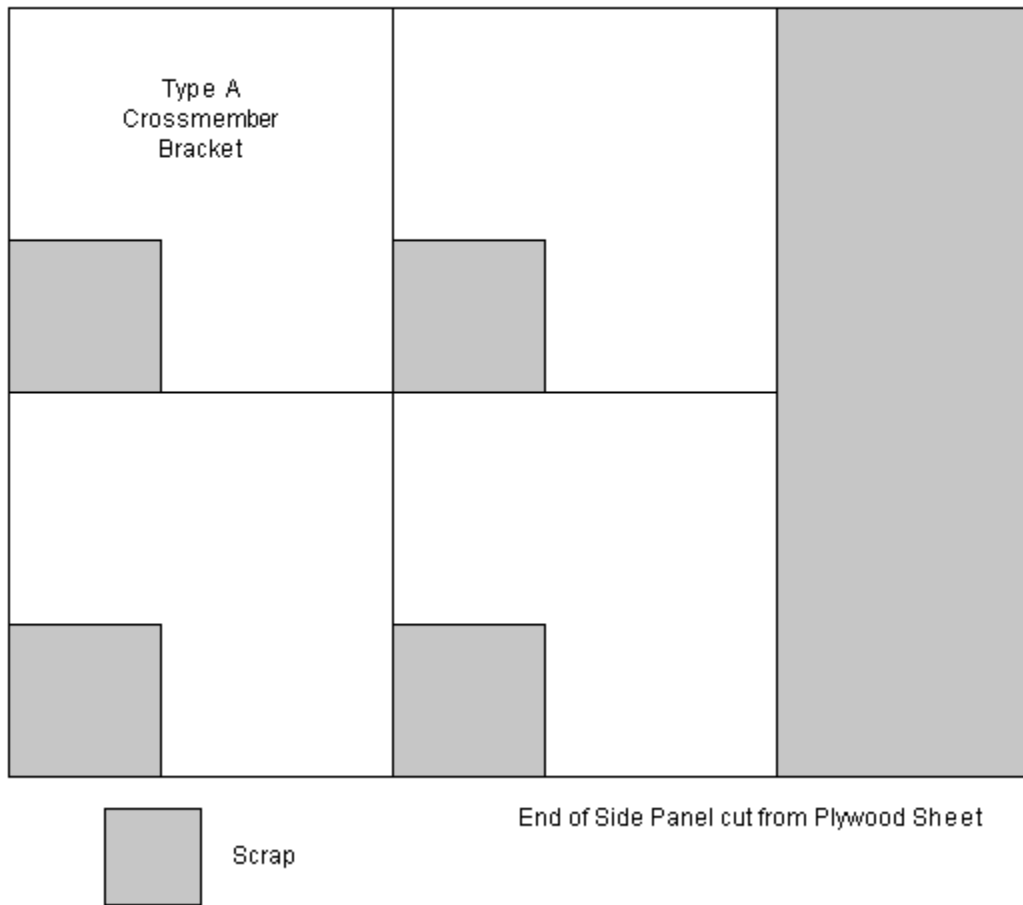 Type A
Crossmember
Bracket
End of Side Panel cut from Plywood Sheet
Scrap